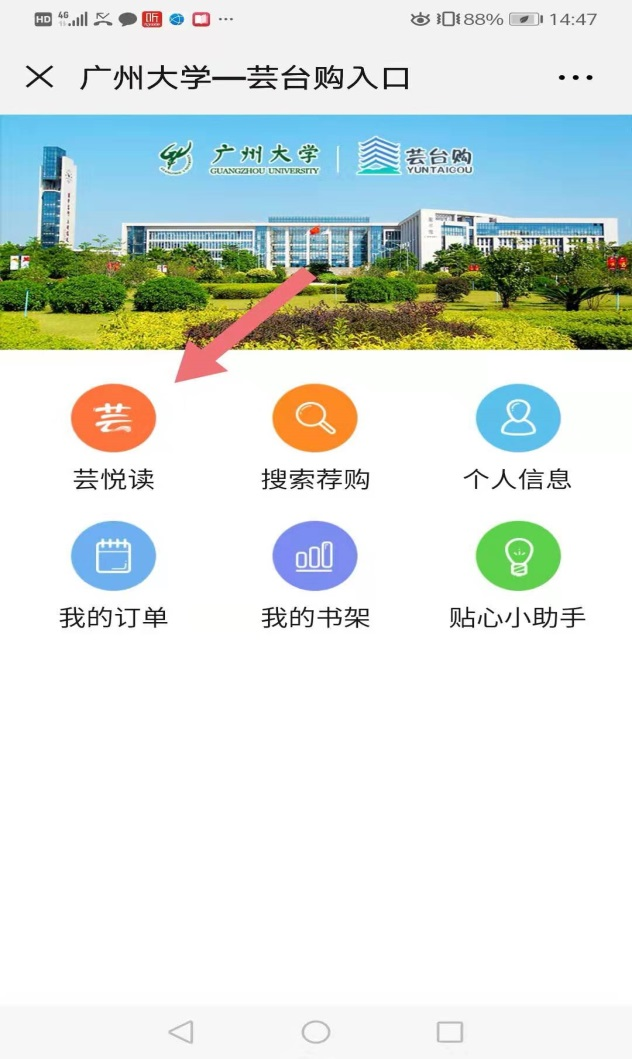 HD 4G 88% 14:47
广州大学—芸台购入口
广州大学 芸台购
GUANGZHOU UNIVERSITY YUNTAIGOU
芸
芸悦读 搜索荐购 个人信息
我的订单 我的书架 贴心小助手